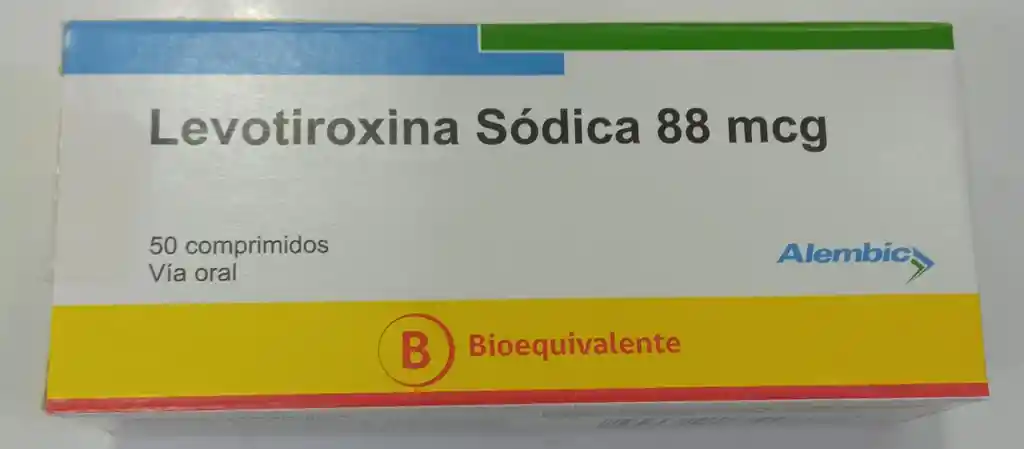 Levotiroxina Sódica 88 mcg
50 comprimidos
Vía oral
Alembic
B Bioequivalente